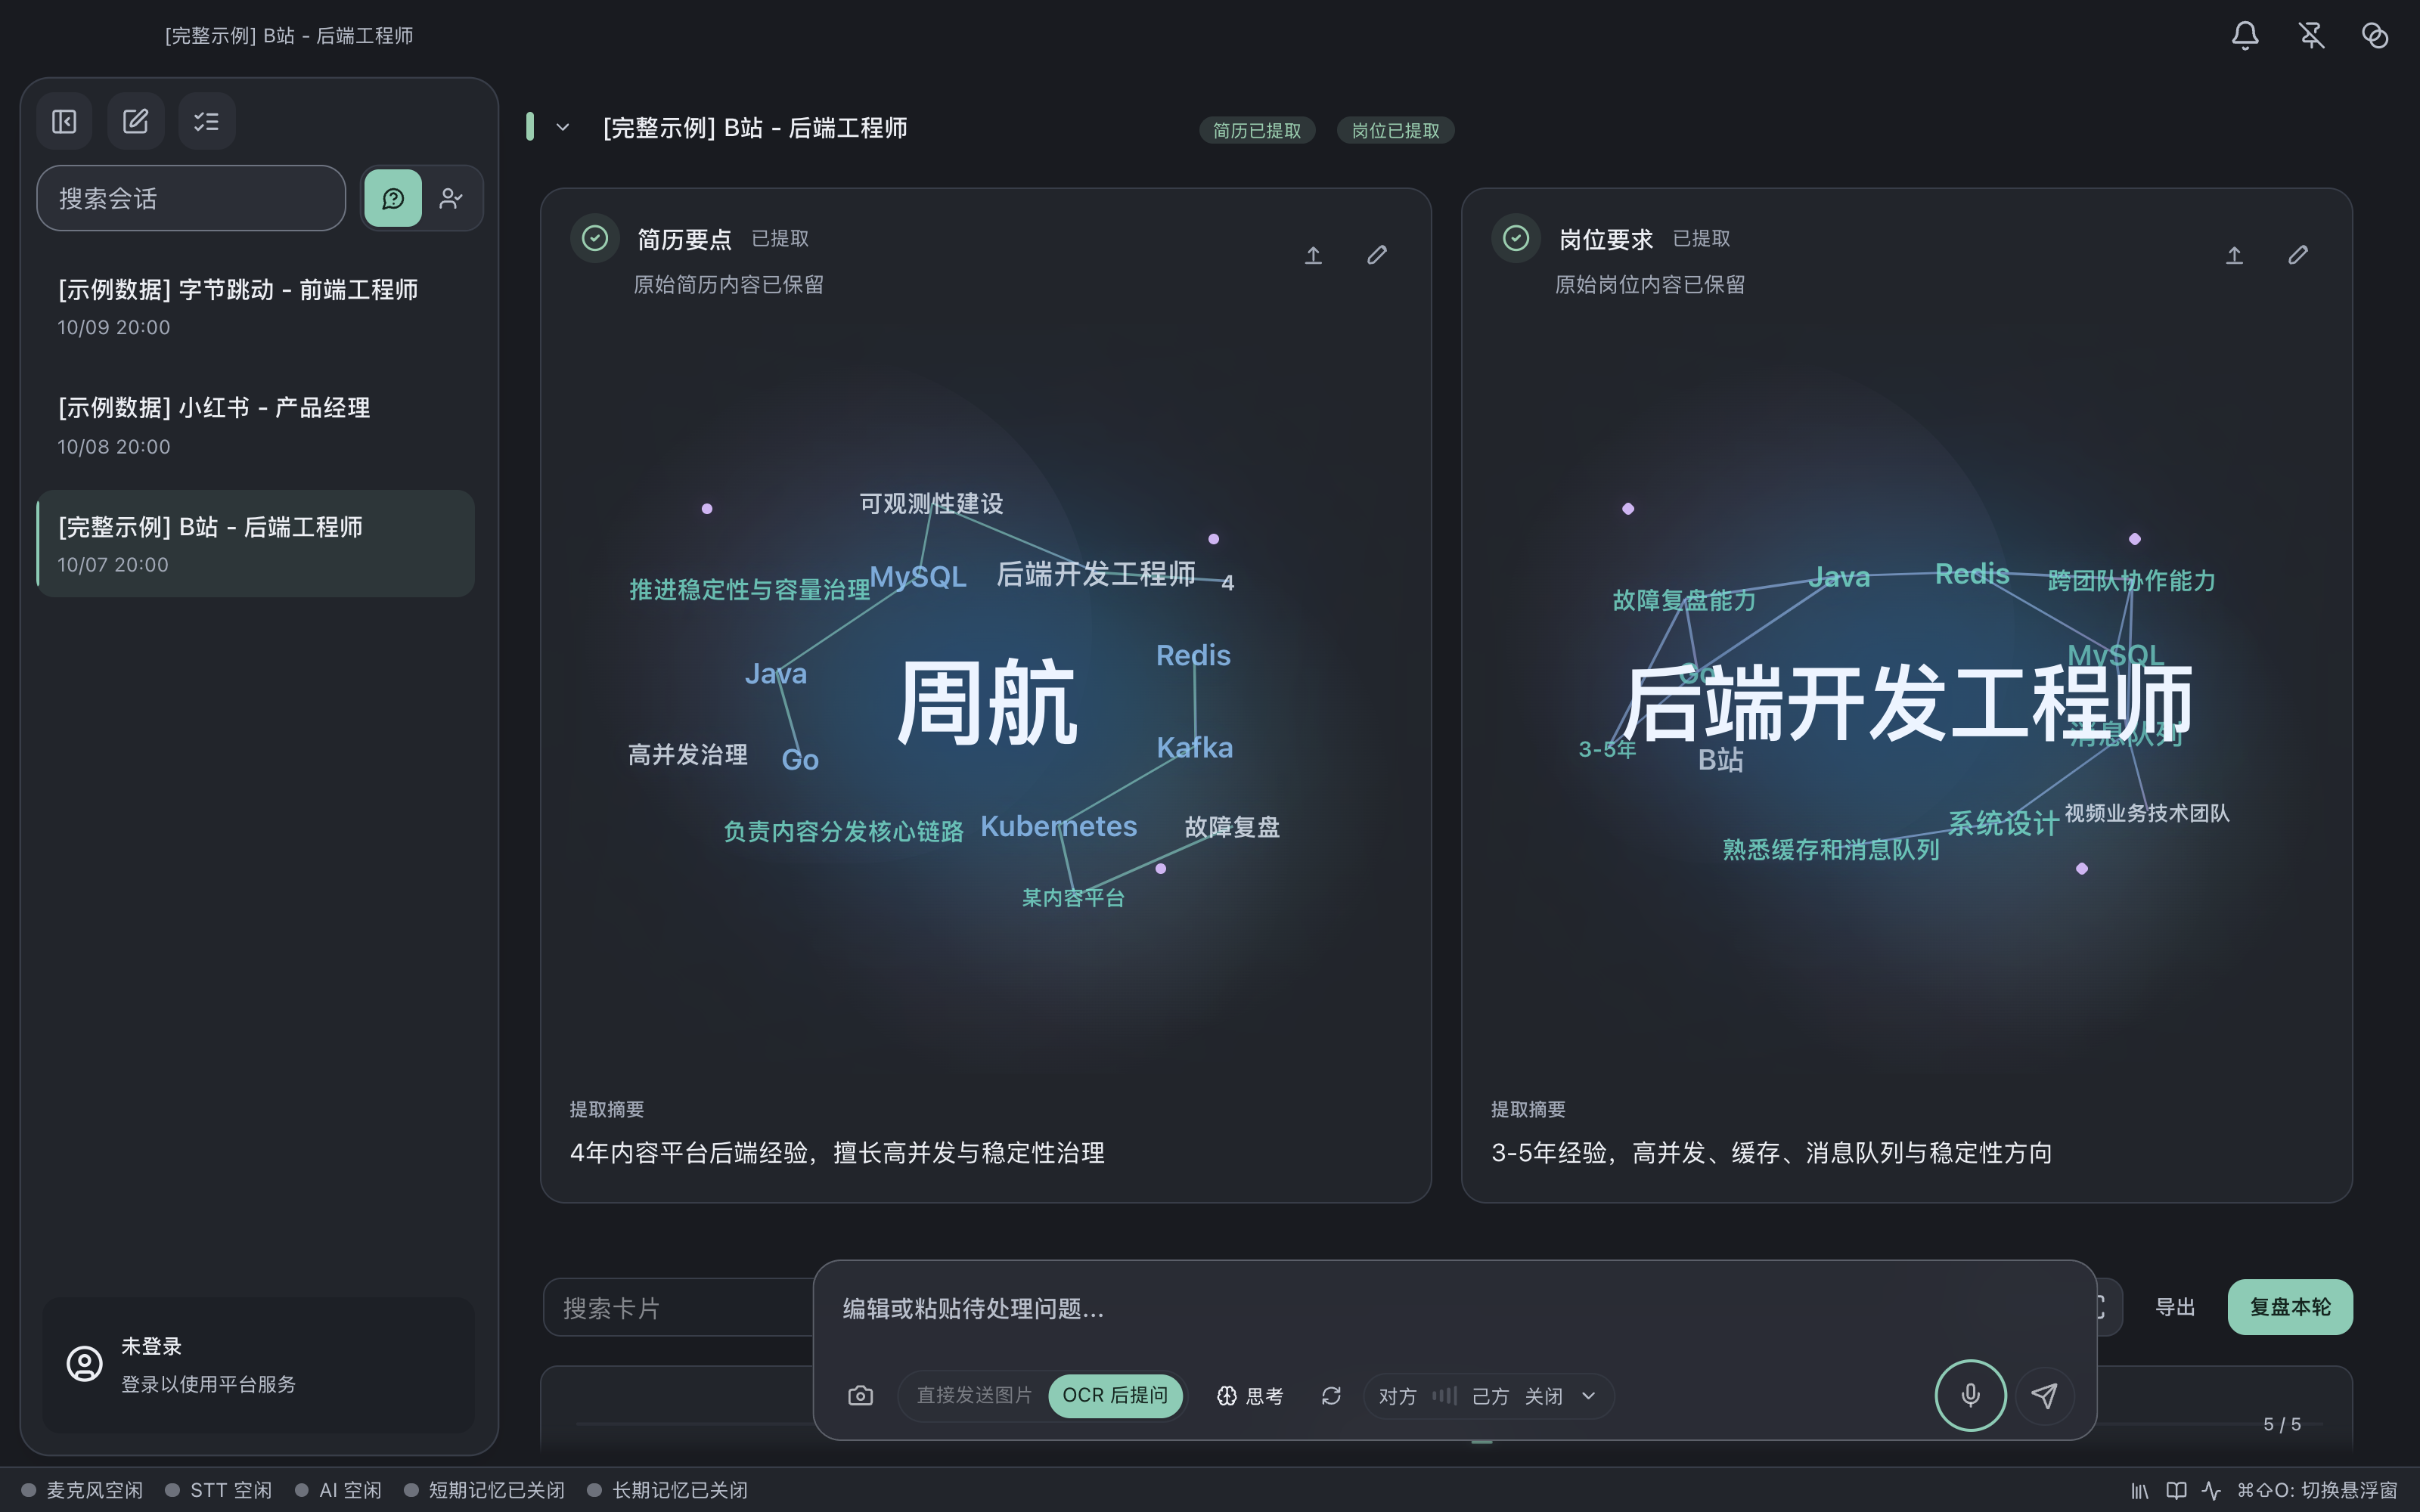 [完整示例] B站 - 后端工程师
搜索会话
[示例数据] 字节跳动 - 前端工程师
10/09 20:00
[示例数据] 小红书 - 产品经理
10/08 20:00
[完整示例] B站 - 后端工程师
10/07 20:00
未登录
登录以使用平台服务
[完整示例] B站 - 后端工程师
简历已提取
岗位已提取
简历要点 已提取
原始简历内容已保留
可观测性建设
推进稳定性与容量治理
MySQL
后端开发工程师
4
Java
Redis
周航
高并发治理
Go
Kafka
负责内容分发核心链路
Kubernetes
故障复盘
某内容平台
提取摘要
4年内容平台后端经验，擅长高并发与稳定性治理
岗位要求 已提取
原始岗位内容已保留
故障复盘能力
Java
Redis
跨团队协作能力
MySQL
Go
后端开发工程师
消息队列
3-5年
B站
系统设计
视频业务技术团队
熟悉缓存和消息队列
提取摘要
3-5年经验，高并发、缓存、消息队列与稳定性方向
搜索卡片
编辑或粘贴待处理问题...
导出
复盘本轮
直接发送图片
OCR 后提问
思考
对方
己方 关闭
5 / 5
麦克风空闲
STT 空闲
AI 空闲
短期记忆已关闭
长期记忆已关闭
⌘⇧O: 切换悬浮窗